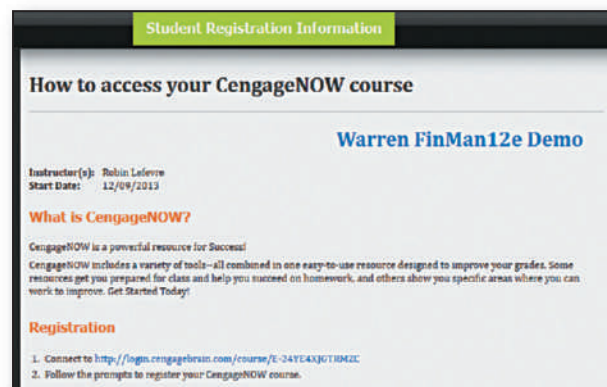 Student Registration Information
How to access your CengageNOW course
Warren FinMan12e Demo
Instructor(s): Robin Lefevre
Start Date: 12/09/2013
What is CengageNOW?
CengageNOW is a powerful resource for Success!
CengageNOW includes a variety of tools--all combined in one easy-to-use resource designed to improve your grades. Some
resources get you prepared for class and help you succeed on homework, and others show you specific areas where you can
work to improve. Get Started Today!
Registration
1. Connect to http://login.cengagebrain.com/course/E-24YE4XJGTRMZC
2. Follow the prompts to register your CengageNOW course.